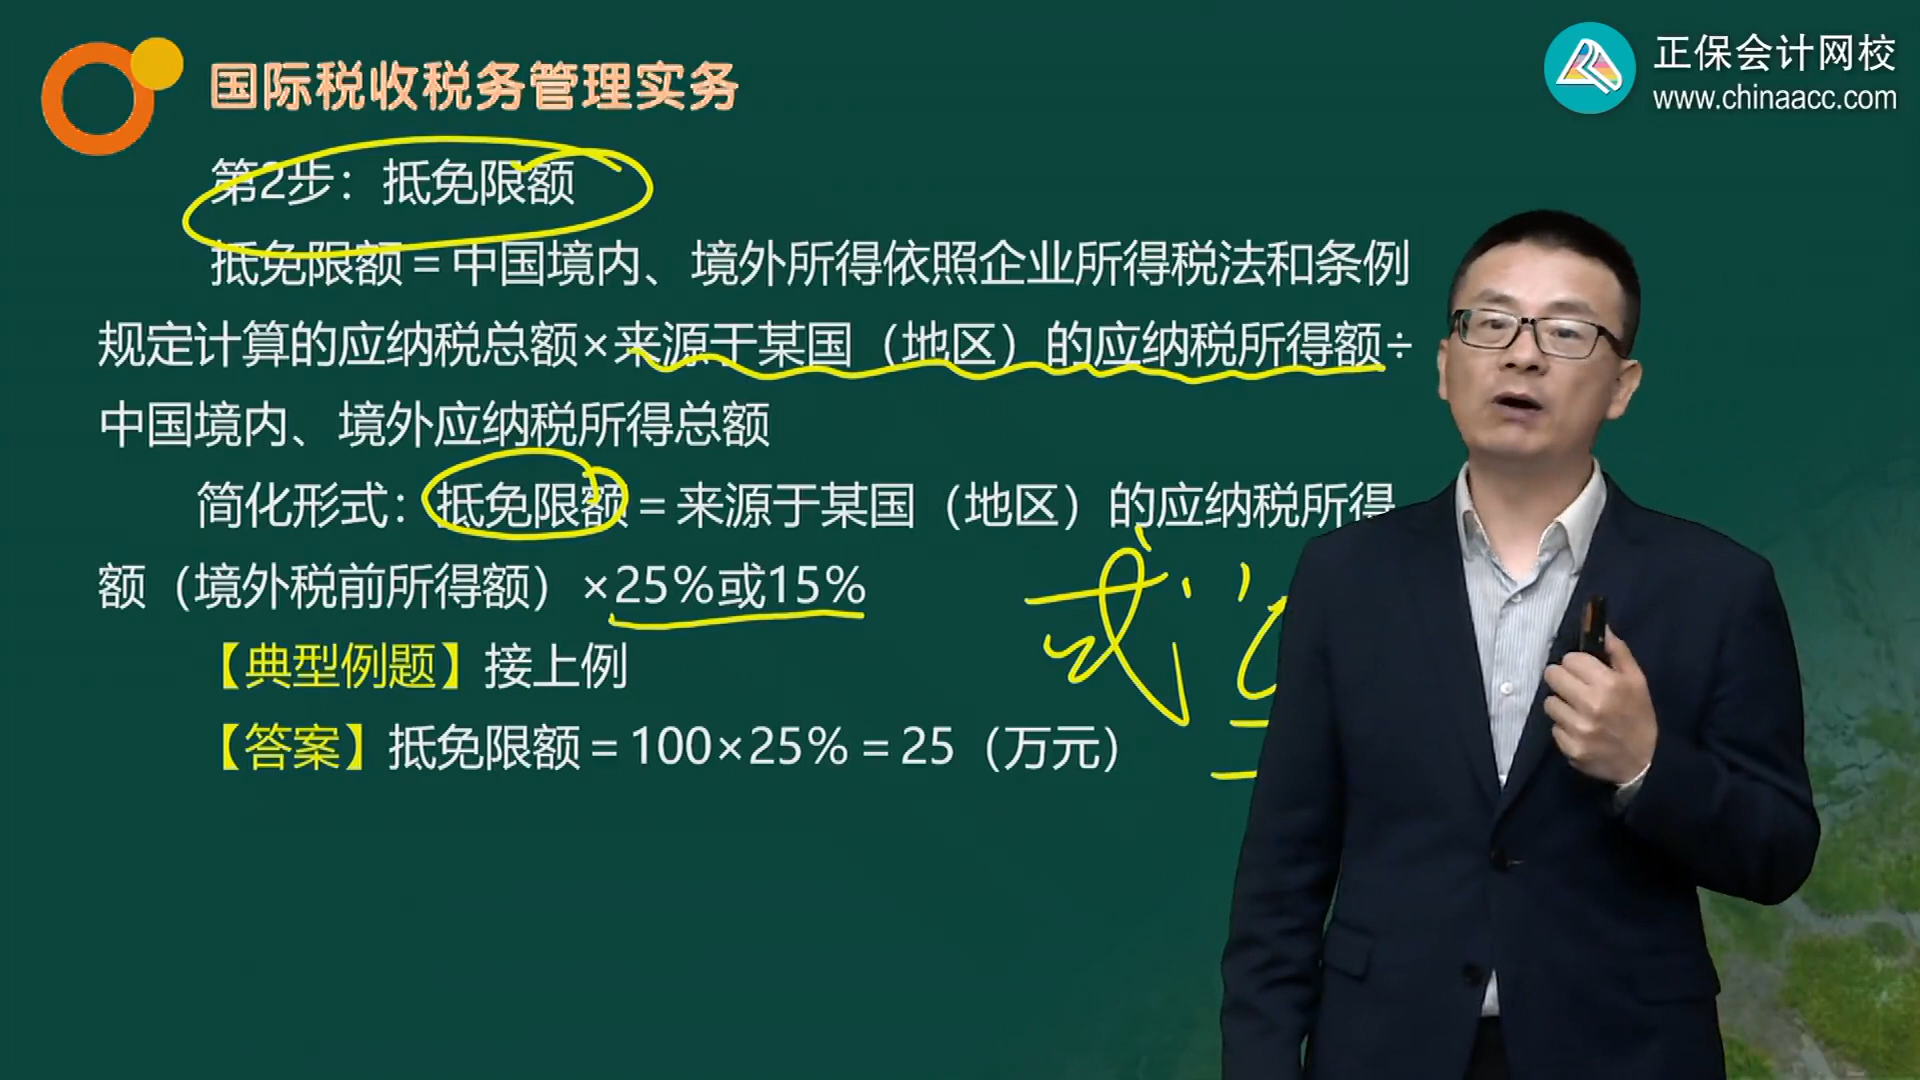 国际税收税务管理实务
正保会计网校
www.chinaacc.com
第2步：抵免限额
抵免限额＝中国境内、境外所得依照企业所得税法和条例
规定计算的应纳税总额×来源于某国（地区）的应纳税所得额÷
中国境内、境外应纳税所得总额
简化形式：抵免限额＝来源于某国（地区）的应纳税所得
额（境外税前所得额）×25%或15%
【典型例题】接上例
【答案】抵免限额＝100×25%＝25（万元）